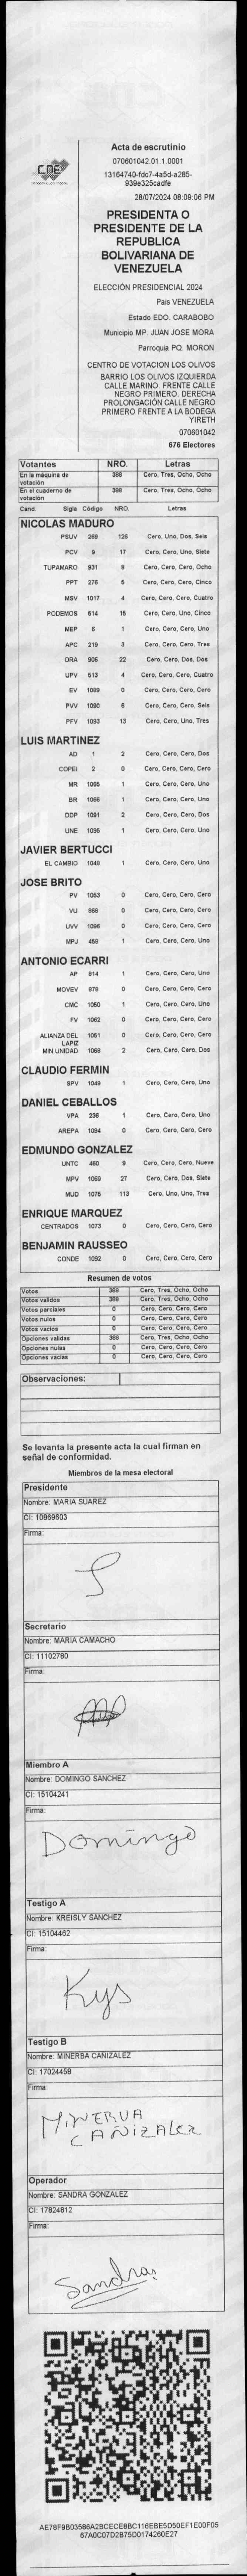 CNE
Acta de escrutinio
070601042.01.1.0001
13164740-fdc7-4a5d-a285-
939e325cadfe
28/07/2024 08:09:06 PM
PRESIDENTA O
PRESIDENTE DE LA
REPUBLICA
BOLIVARIANA DE
VENEZUELA
ELECCIÓN PRESIDENCIAL 2024
Pais VENEZUELA
Estado EDO. CARABOBO
Municipio MP. JUAN JOSE MORA
Parroquia PQ. MORON
CENTRO DE VOTACION LOS OLIVOS
BARRIO LOS OLIVOS IZQUIERDA
CALLE MARINO. FRENTE CALLE
NEGRO PRIMERO. DERECHA
PROLONGACIÓN CALLE NEGRO
PRIMERO FRENTE A LA BODEGA
YIRETH
070601042
676 Electores
Votantes NRO. Letras
En la máquina de votación 388 Cero, Tres, Ocho, Ocho
En el cuaderno de votación 388 Cero, Tres, Ocho, Ocho
Cand. Sigla Código NRO. Letras
NICOLAS MADURO
PSUV 269 126 Cero, Uno, Dos, Seis
PCV 9 17 Cero, Cero, Uno, Siete
TUPAMARO 931 8 Cero, Cero, Cero, Ocho
PPT 276 5 Cero, Cero, Cero, Cinco
MSV 1017 4 Cero, Cero, Cero, Cuatro
PODEMOS 514 15 Cero, Cero, Uno, Cinco
MEP 6 1 Cero, Cero, Cero, Uno
APC 219 3 Cero, Cero, Cero, Tres
ORA 906 22 Cero, Cero, Dos, Dos
UPV 513 4 Cero, Cero, Cero, Cuatro
EV 1089 0 Cero, Cero, Cero, Cero
PVV 1090 6 Cero, Cero, Cero, Seis
PFV 1093 13 Cero, Cero, Uno, Tres
LUIS MARTINEZ
AD 1 2 Cero, Cero, Cero, Dos
COPEI 2 0 Cero, Cero, Cero, Cero
MR 1065 1 Cero, Cero, Cero, Uno
BR 1066 1 Cero, Cero, Cero, Uno
DDP 1091 2 Cero, Cero, Cero, Dos
UNE 1095 1 Cero, Cero, Cero, Uno
JAVIER BERTUCCI
EL CAMBIO 1048 1 Cero, Cero, Cero, Uno
JOSE BRITO
PV 1053 0 Cero, Cero, Cero, Cero
VU 968 0 Cero, Cero, Cero, Cero
UVV 1096 0 Cero, Cero, Cero, Cero
MPJ 458 1 Cero, Cero, Cero, Uno
ANTONIO ECARRI
AP 914 1 Cero, Cero, Cero, Uno
MOVEV 978 0 Cero, Cero, Cero, Cero
CMC 1050 1 Cero, Cero, Cero, Uno
FV 1062 0 Cero, Cero, Cero, Cero
ALIANZA DEL LAPIZ 1051 0 Cero, Cero, Cero, Cero
MIN UNIDAD 1088 2 Cero, Cero, Cero, Dos
CLAUDIO FERMIN
SPV 1049 1 Cero, Cero, Cero, Uno
DANIEL CEBALLOS
VPA 236 1 Cero, Cero, Cero, Uno
AREPA 1094 0 Cero, Cero, Cero, Cero
EDMUNDO GONZALEZ
UNTC 460 9 Cero, Cero, Cero, Nueve
MPV 1069 27 Cero, Cero, Dos, Siete
MUD 1075 113 Cero, Uno, Uno, Tres
ENRIQUE MARQUEZ
CENTRADOS 1073 0 Cero, Cero, Cero, Cero
BENJAMIN RAUSSEO
CONDE 1092 0 Cero, Cero, Cero, Cero
Resumen de votos
Votos 388 Cero, Tres, Ocho, Ocho
Votos validos 388 Cero, Tres, Ocho, Ocho
Votos parciales 0 Cero, Cero, Cero, Cero
Votos nulos 0 Cero, Cero, Cero, Cero
Votos vacíos 0 Cero, Cero, Cero, Cero
Opciones validas 388 Cero, Tres, Ocho, Ocho
Opciones nulas 0 Cero, Cero, Cero, Cero
Opciones vacias 0 Cero, Cero, Cero, Cero
Observaciones:
Se levanta la presente acta la cual firman en
señal de conformidad.
Miembros de la mesa electoral
Presidente
Nombre: MARIA SUAREZ
CI: 10869603
Firma:
Secretario
Nombre: MARIA CAMACHO
CI: 11102780
Firma:
Miembro A
Nombre: DOMINGO SANCHEZ
CI: 15104241
Firma:
Domingo
Testigo A
Nombre: KREISLY SANCHEZ
CI: 15104462
Firma:
Kys
Testigo B
Nombre: MINERBA CAÑIZALEZ
CI: 17024458
Firma:
MINERVA
CAÑIZALEZ
Operador
Nombre: SANDRA GONZALEZ
CI: 17824812
Firma:
Sandra
AE78F9B03586A2BCECE8BC116EBE5D50EF1E00F05
67A0C07D2B75D0174260E27